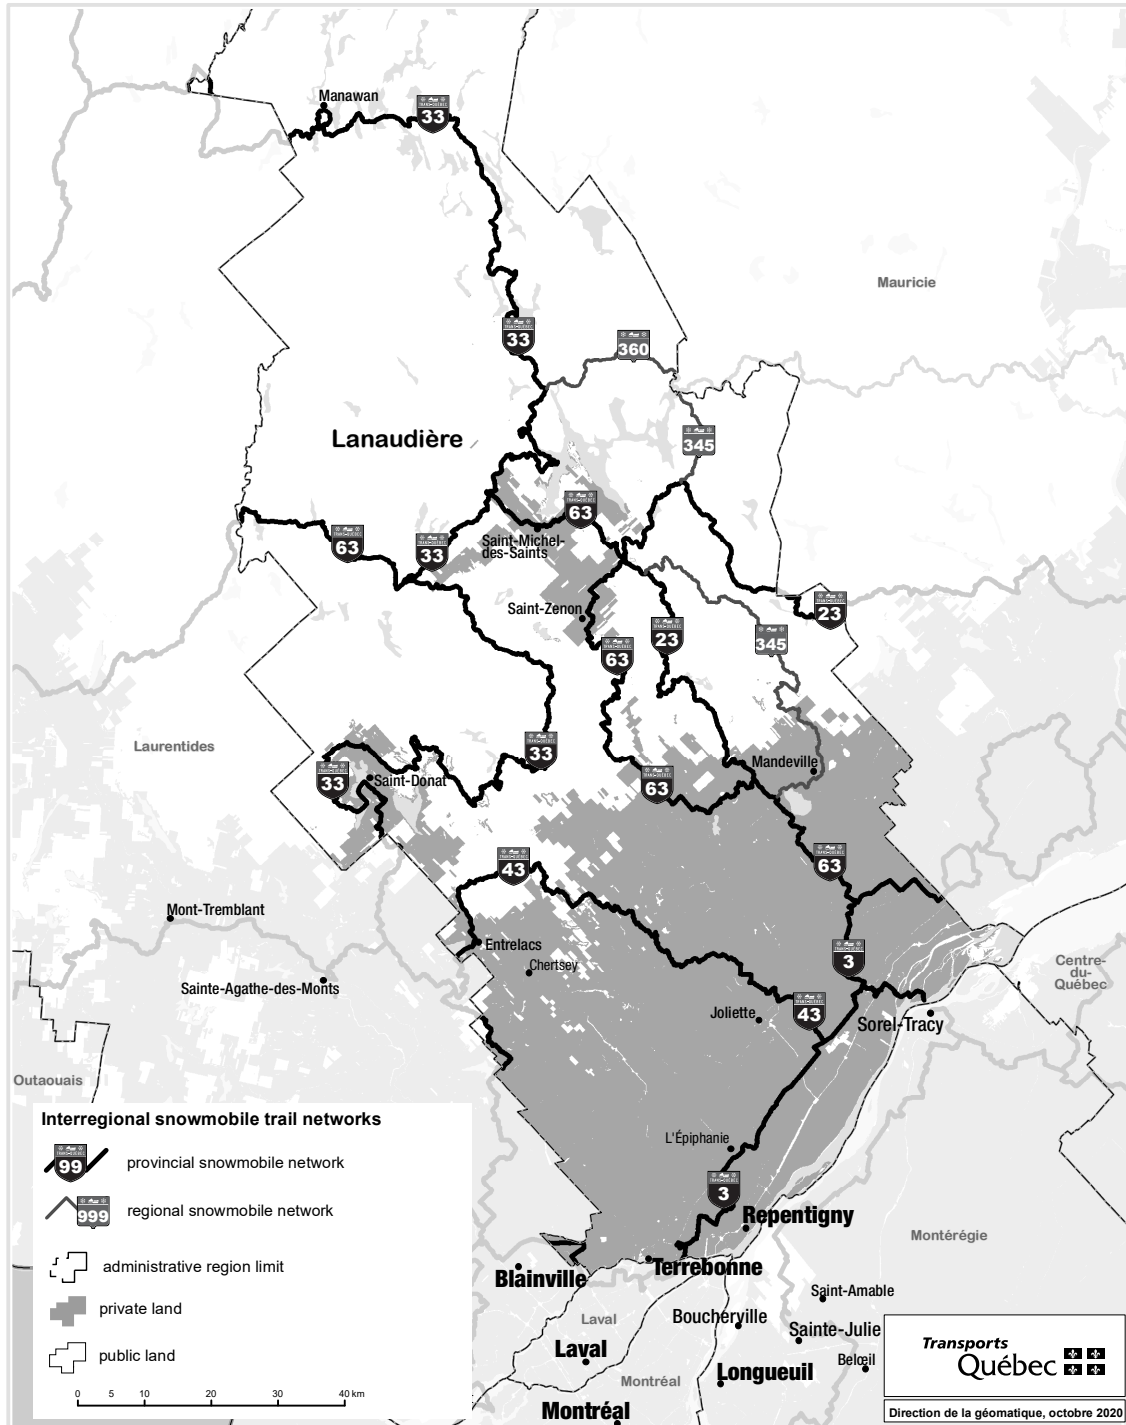 Manawan
33
Mauricie
33
360
Lanaudière
345
63
63
33
Saint-Michel-
des-Saints
Saint-Zenon
23
23
345
63
Laurentides
33
33
Saint-Donat
Mandeville
63
43
63
Mont-Tremblant
Entrelacs
Chertsey
3
Centre-
du-
Québec
Sainte-Agathe-des-Monts
Joliette
43
Sorel-Tracy
Outaouais
L'Épiphanie
3
Repentigny
Montérégie
Terrebonne
Blainville
Saint-Amable
Laval
Boucherville
Sainte-Julie
Laval
Belœil
Montréal
Longueuil
Montréal
Interregional snowmobile trail networks
99
provincial snowmobile network
999
regional snowmobile network
administrative region limit
private land
public land
0 5 10 20 30 40 km
Transports
Québec
Direction de la géomatique, octobre 2020